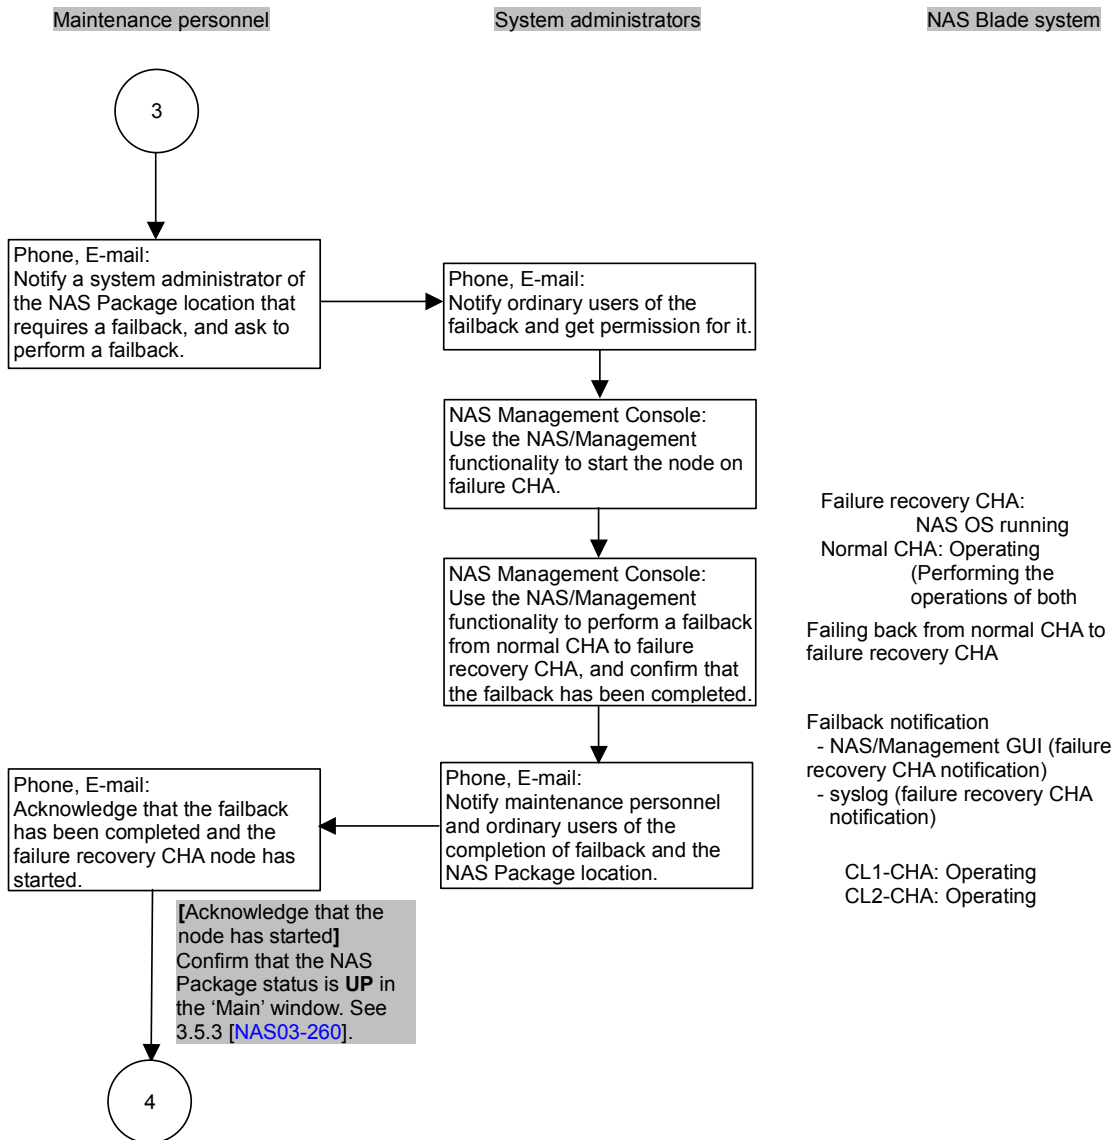 Maintenance personnel
System administrators
NAS Blade system
3
Phone, E-mail:
Notify a system administrator of
the NAS Package location that
requires a failback, and ask to
perform a failback.
Phone, E-mail:
Notify ordinary users of the
failback and get permission for it.
NAS Management Console:
Use the NAS/Management
functionality to start the node on
failure CHA.
Failure recovery CHA:
NAS OS running
Normal CHA: Operating
(Performing the
operations of both
NAS Management Console:
Use the NAS/Management
functionality to perform a failback
from normal CHA to failure
recovery CHA, and confirm that
the failback has been completed.
Failing back from normal CHA to
failure recovery CHA
Failback notification
- NAS/Management GUI (failure
recovery CHA notification)
- syslog (failure recovery CHA
notification)
Phone, E-mail:
Notify maintenance personnel
and ordinary users of the
completion of failback and the
NAS Package location.
Phone, E-mail:
Acknowledge that the failback
has been completed and the
failure recovery CHA node has
started.
CL1-CHA: Operating
CL2-CHA: Operating
[Acknowledge that the
node has started]
Confirm that the NAS
Package status is UP in
the ‘Main’ window. See
3.5.3 [NAS03-260].
4